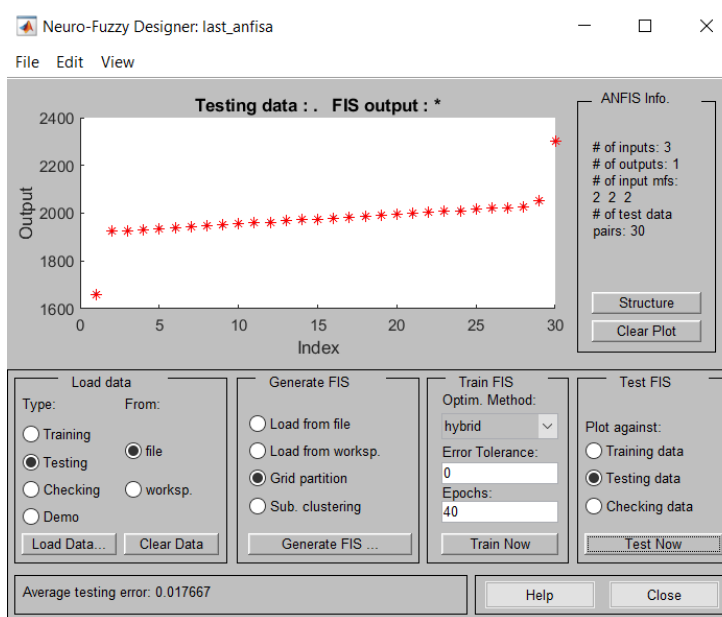 Neuro-Fuzzy Designer: last_anfisa
File Edit View
Testing data : . FIS output : *
2400
2200
2000
1800
1600
Output
0 5 10 15 20 25 30
Index
ANFIS Info.
# of inputs: 3
# of outputs: 1
# of input mfs:
2 2 2
# of test data
pairs: 30
Structure
Clear Plot
Load data
Type: From:
Training
Testing
Checking
Demo
file
worksp.
Load Data... Clear Data
Generate FIS
Load from file
Load from worksp.
Grid partition
Sub. clustering
Generate FIS ...
Train FIS
Optim. Method:
hybrid
Error Tolerance:
0
Epochs:
40
Train Now
Test FIS
Plot against:
Training data
Testing data
Checking data
Test Now
Average testing error: 0.017667
Help Close